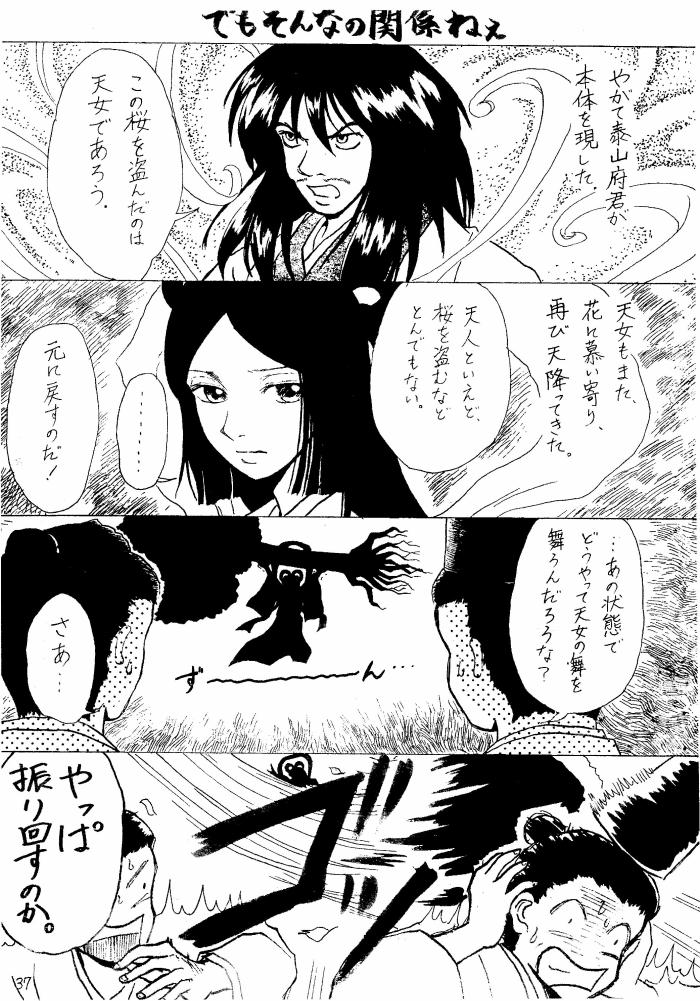 でもそんなの関係ねぇ
やがて泰山府君が
本体を現した。
この桜を盗んだのは
天女であろう。
天女もまた、
花に慕い寄り、
再び天降ってきた。
天人といえど、
桜を盗むなど
とんでもない。
………
元に戻すのだ!
…あの状態で
どうやって天女の舞を
舞うんだろうな?
ずーーーーん…
さあ…
ゴッ
やっぱ。
振り回すのか。
37